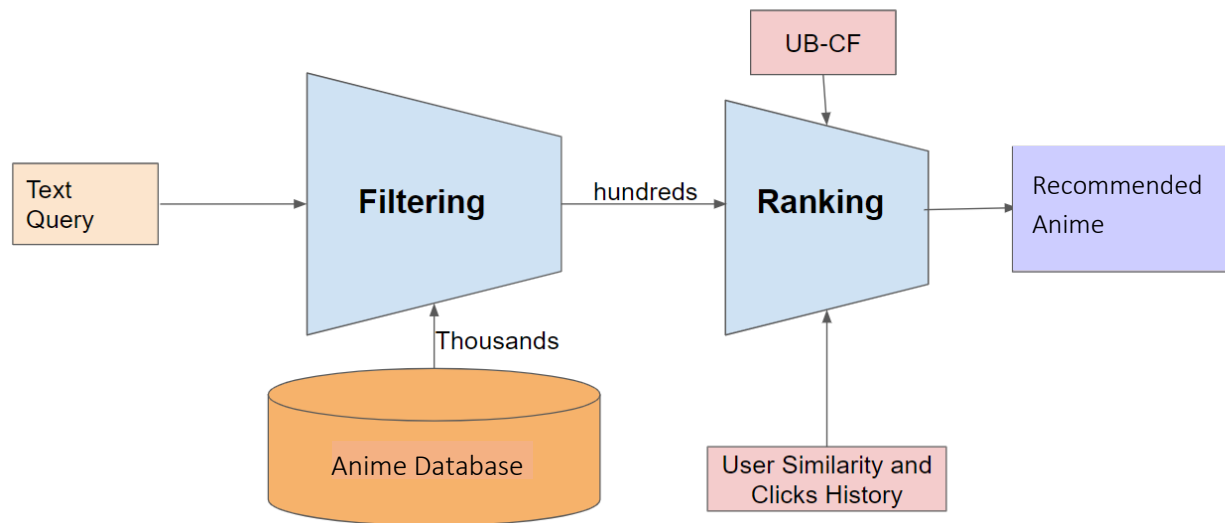 UB-CF
Text
Query
Filtering
hundreds
Ranking
Recommended
Anime
Thousands
Anime Database
User Similarity and
Clicks History